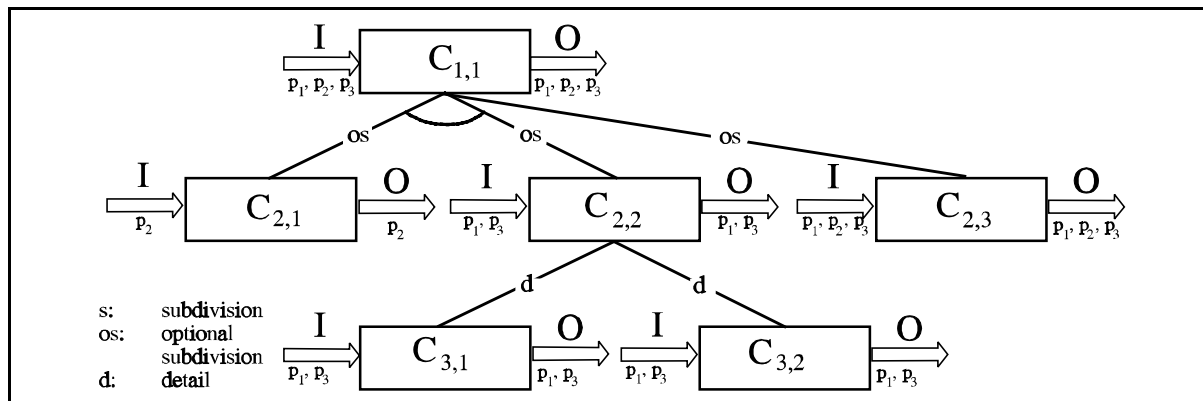 I
O
C1,1
p1, p2, p3
p1, p2, p3
os
os
os
I
O
I
O
I
O
C2,1
C2,2
C2,3
p2
p2
p1, p3
p1, p3
p1, p2, p3
p1, p2, p3
d
d
s: subdivision
os: optional
subdivision
d: detail
I
O
I
O
C3,1
C3,2
p1, p3
p1, p3
p1, p3
p1, p3